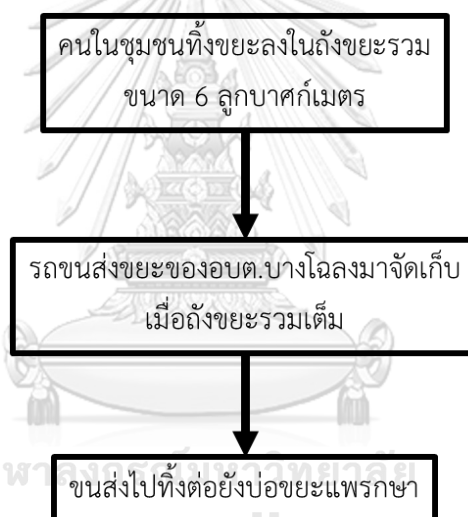 คนในชุมชนทิ้งขยะลงในถังขยะรวม
ขนาด 6 ลูกบาศก์เมตร
รถขนส่งขยะของอบต.บางโฉลงมาจัดเก็บ
เมื่อถังขยะรวมเต็ม
ขนส่งไปทิ้งต่อยังบ่อขยะแพรกษา